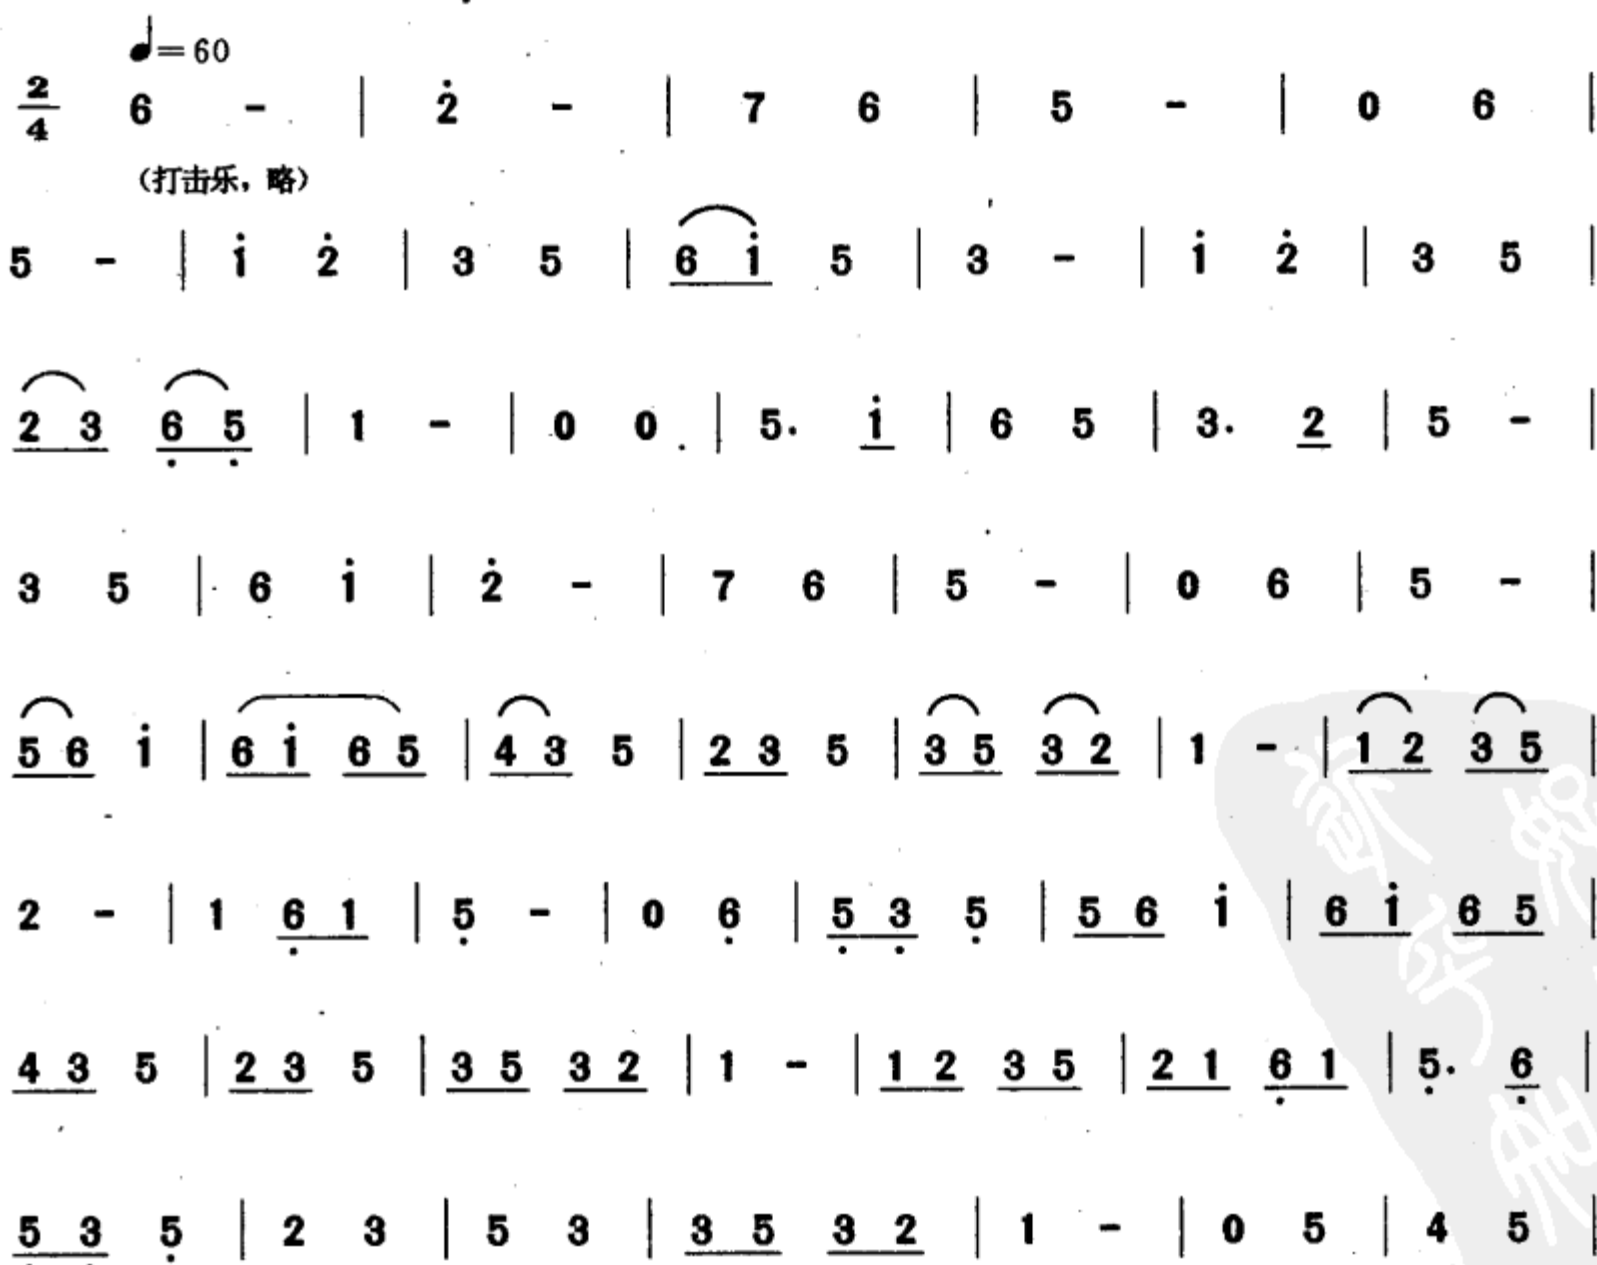 ♩=60
2/4 6 - | 2̇ - | 7 6 | 5 - | 0 6 |
(打击乐，略)
5 - | 1̇ 2̇ | 3 5 | 6 1̇ 5 | 3 - | 1̇ 2̇ | 3 5 |
2 3 6̣ 5̣ | 1 - | 0 0 | 5. 1̇ | 6 5 | 3. 2 | 5 - |
3 5 | 6 1̇ | 2̇ - | 7 6 | 5 - | 0 6 | 5 - |
5 6 1̇ | 6 1̇ 6 5 | 4 3 5 | 2 3 5 | 3 5 3 2 | 1 - | 1 2 3 5 |
2 - | 1 6̣ 1 | 5̣ - | 0 6̣ | 5̣ 3̣ 5̣ | 5 6 1̇ | 6 1̇ 6 5 |
4 3 5 | 2 3 5 | 3 5 3 2 | 1 - | 1 2 3 5 | 2 1 6̣ 1 | 5̣. 6̣ |
5̣ 3̣ 5̣ | 2 3 | 5 3 | 3 5 3 2 | 1 - | 0 5 | 4 5 |